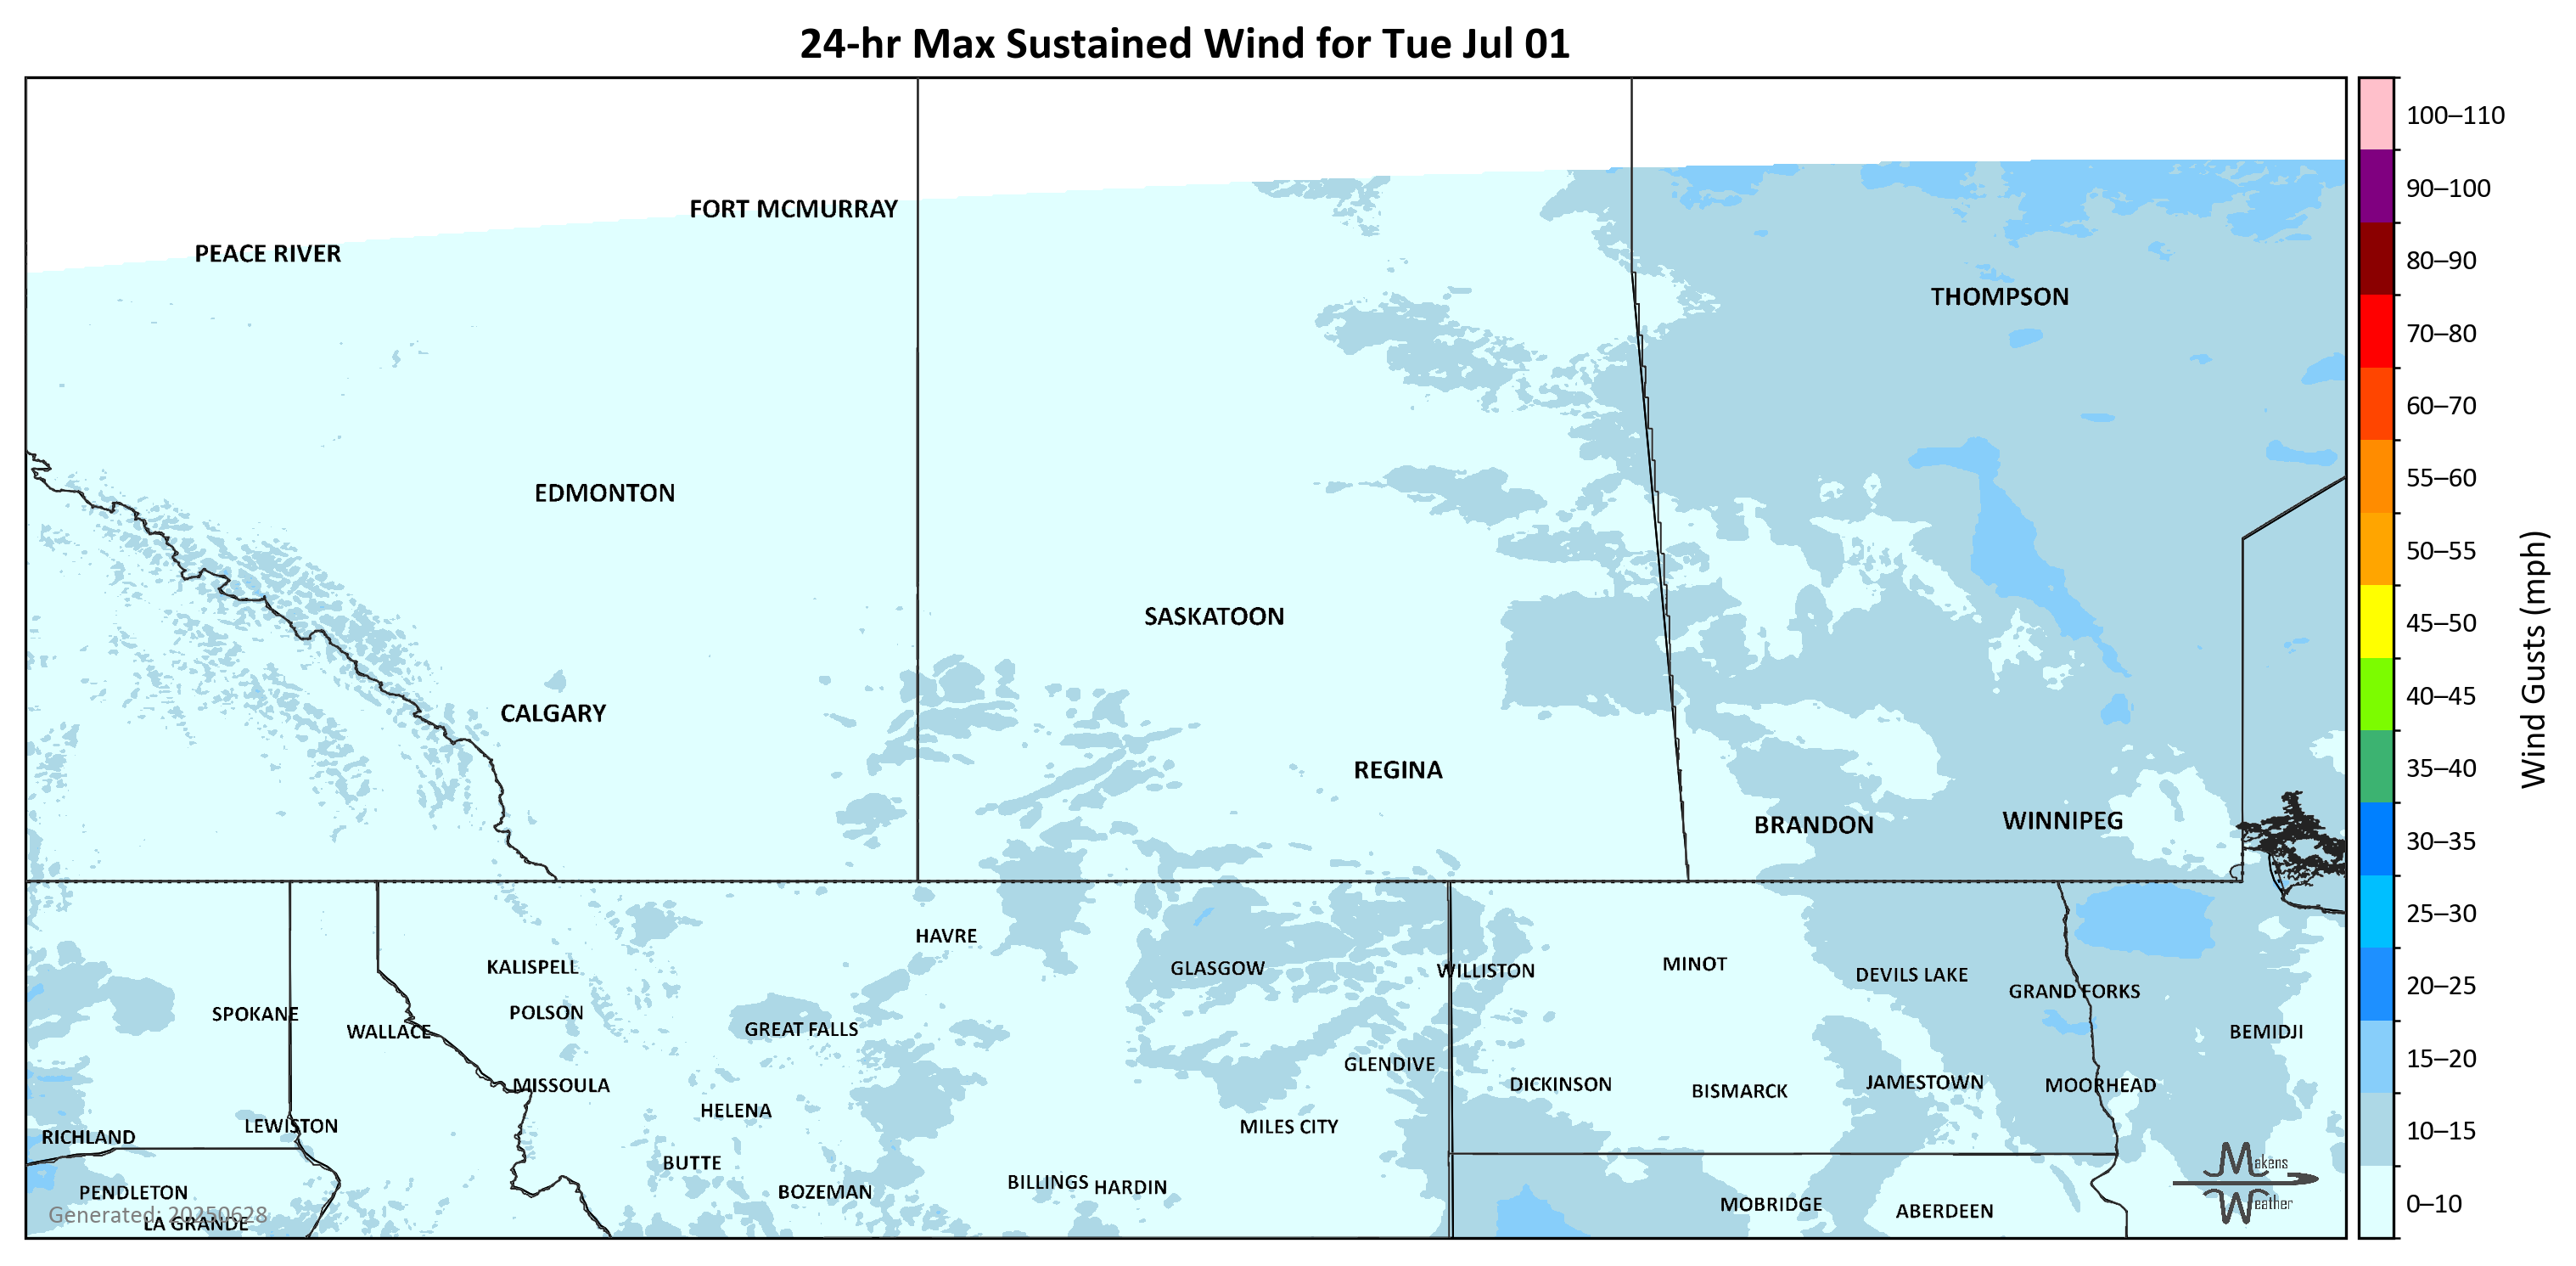 24-hr Max Sustained Wind for Tue Jul 01
FORT MCMURRAY
PEACE RIVER
THOMPSON
EDMONTON
SASKATOON
CALGARY
REGINA
BRANDON
WINNIPEG
HAVRE
KALISPELL
GLASGOW
WILLISTON
MINOT
DEVILS LAKE
GRAND FORKS
SPOKANE
POLSON
WALLACE
GREAT FALLS
BEMIDJI
GLENDIVE
MISSOULA
DICKINSON
BISMARCK
JAMESTOWN
MOORHEAD
HELENA
LEWISTON
RICHLAND
MILES CITY
BUTTE
PENDLETON
BOZEMAN
BILLINGS
HARDIN
MOBRIDGE
ABERDEEN
LA GRANDE
Generated: 20250628
Makens
Weather
100–110
90–100
80–90
70–80
60–70
55–60
50–55
45–50
40–45
35–40
30–35
25–30
20–25
15–20
10–15
0–10
Wind Gusts (mph)